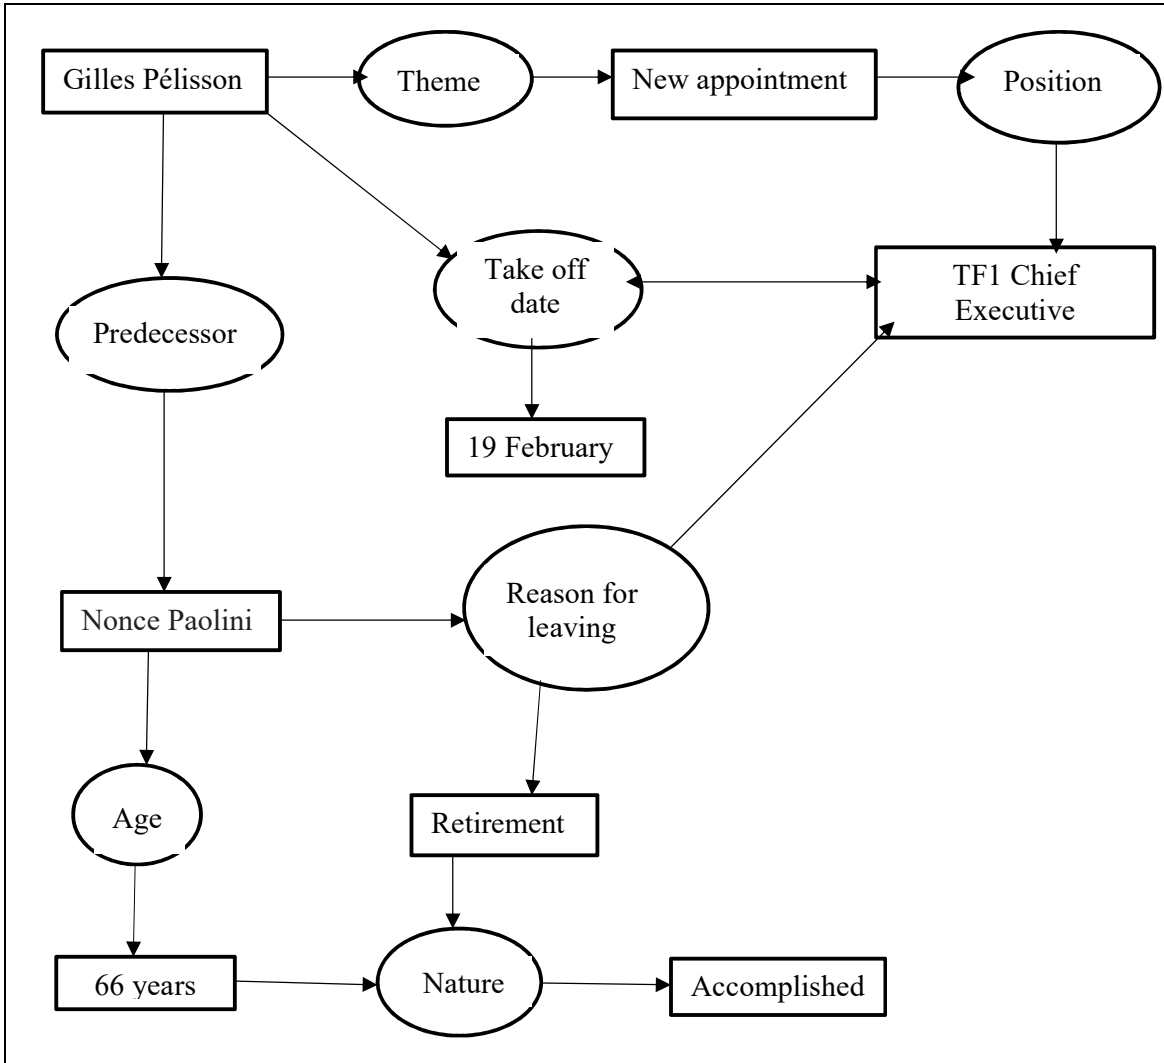 Gilles Pélisson
Theme
New appointment
Position
Take off
date
TF1 Chief
Executive
Predecessor
19 February
Reason for
leaving
Nonce Paolini
Age
Retirement
66 years
Nature
Accomplished